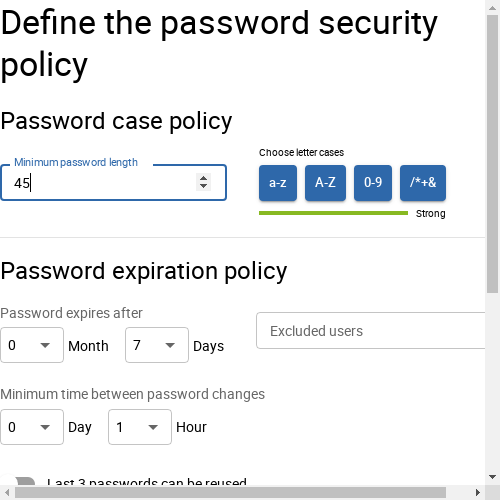 Define the password security
policy
Password case policy
Minimum password length
45
Choose letter cases
a-z A-Z 0-9 /*+&
Strong
Password expiration policy
Password expires after
0 Month 7 Days
Excluded users
Minimum time between password changes
0 Day 1 Hour
Last 3 passwords can be reused